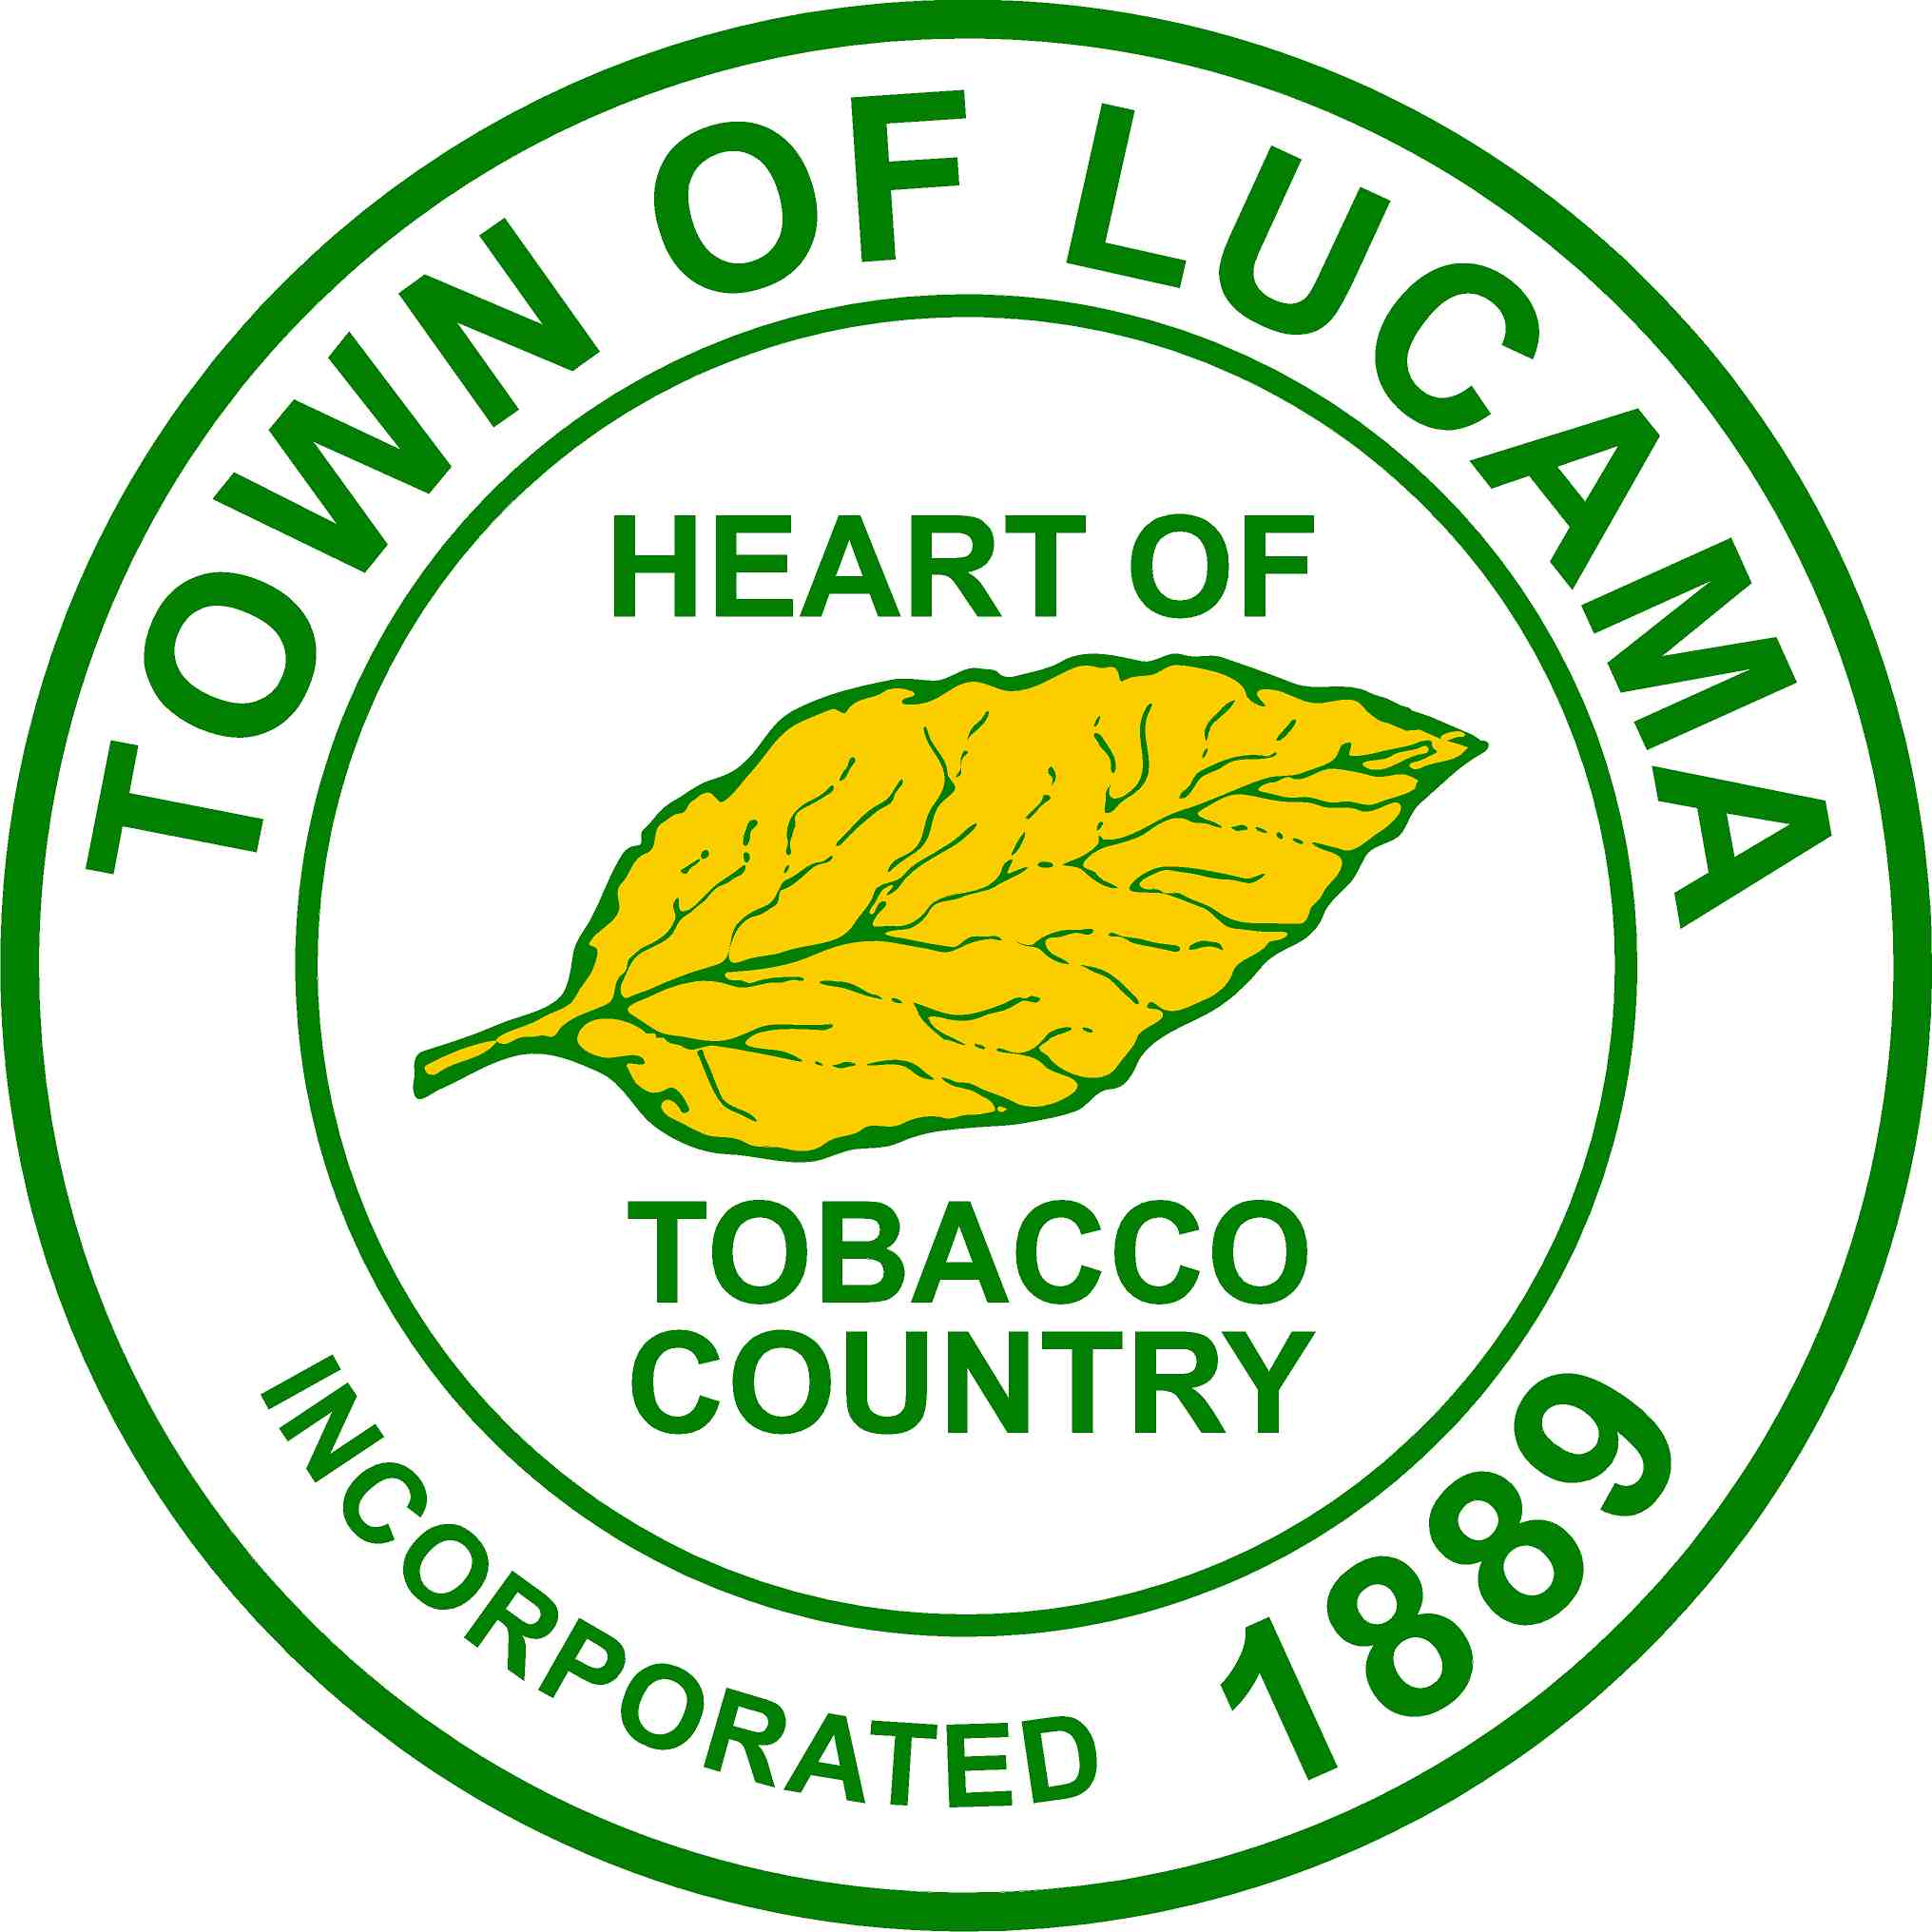 TOWN OF LUCAMA
HEART OF
TOBACCO
COUNTRY
INCORPORATED 1889